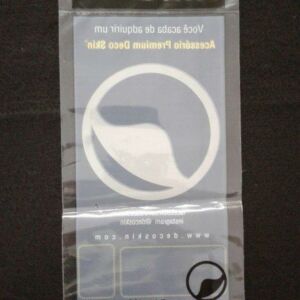 Você acaba de adquirir um
Acessório Premium Deco Skin®
instagram @decoskin
www.decoskin.com